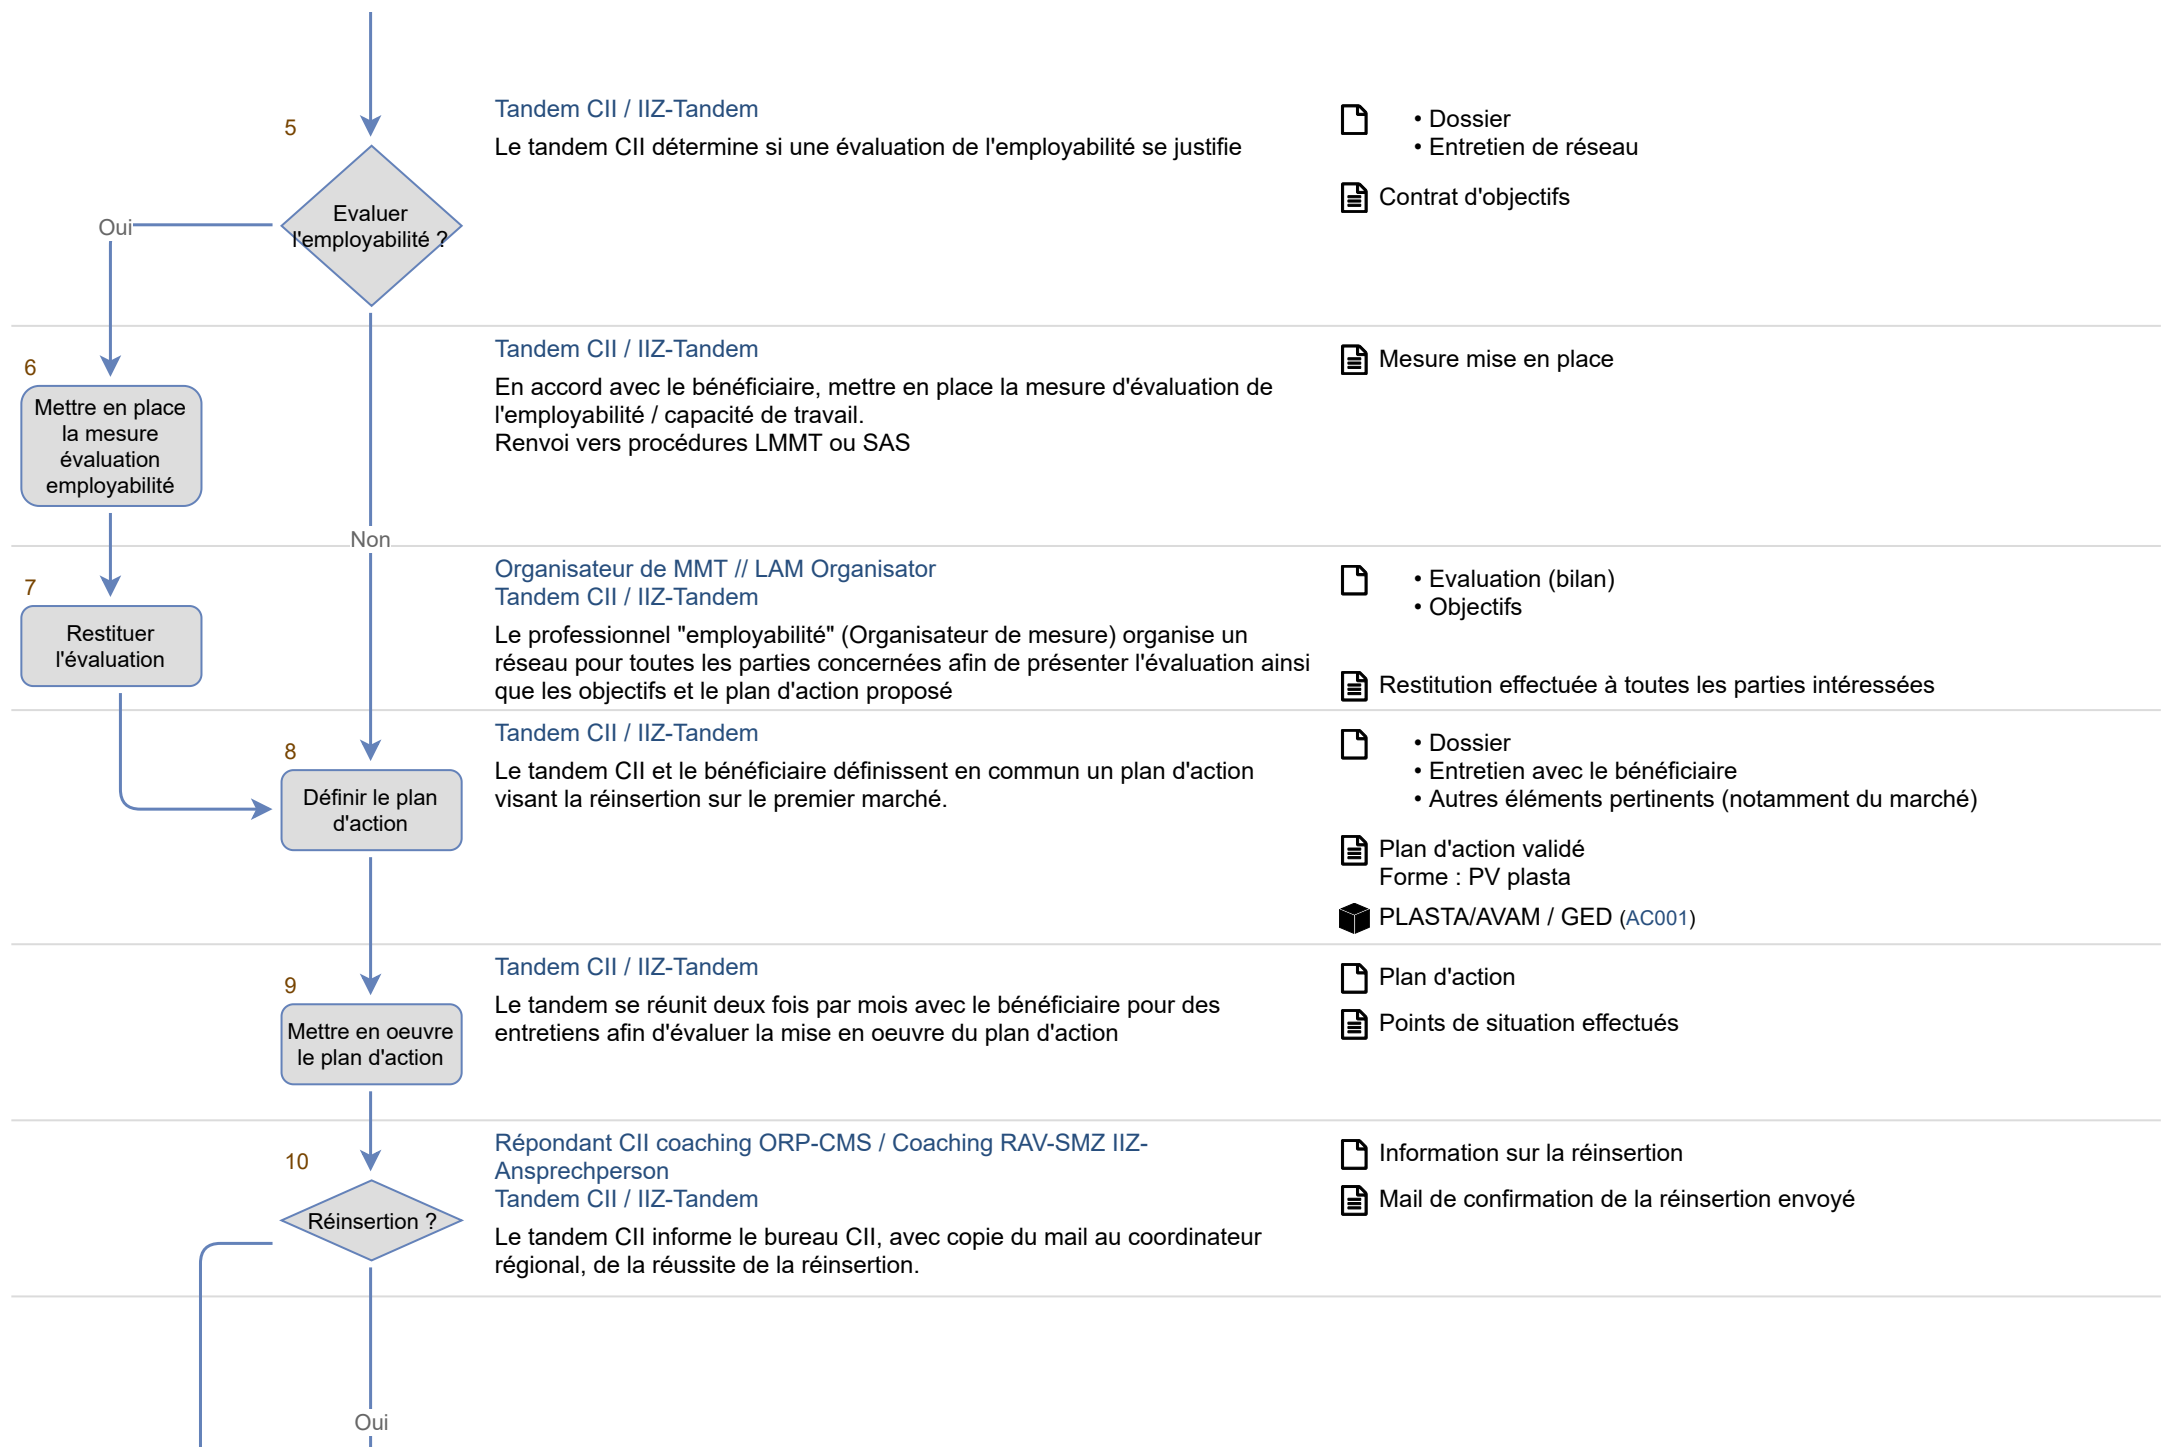 5
Tandem CII / IIZ-Tandem
Le tandem CII détermine si une évaluation de l'employabilité se justifie
• Dossier
• Entretien de réseau
Contrat d'objectifs
Evaluer
l'employabilité ?
Oui
6
Mettre en place
la mesure
évaluation
employabilité
Tandem CII / IIZ-Tandem
En accord avec le bénéficiaire, mettre en place la mesure d'évaluation de
l'employabilité / capacité de travail.
Renvoi vers procédures LMMT ou SAS
Mesure mise en place
Non
7
Restituer
l'évaluation
Organisateur de MMT // LAM Organisator
Tandem CII / IIZ-Tandem
Le professionnel "employabilité" (Organisateur de mesure) organise un
réseau pour toutes les parties concernées afin de présenter l'évaluation ainsi
que les objectifs et le plan d'action proposé
• Evaluation (bilan)
• Objectifs
Restitution effectuée à toutes les parties intéressées
8
Définir le plan
d'action
Tandem CII / IIZ-Tandem
Le tandem CII et le bénéficiaire définissent en commun un plan d'action
visant la réinsertion sur le premier marché.
• Dossier
• Entretien avec le bénéficiaire
• Autres éléments pertinents (notamment du marché)
Plan d'action validé
Forme : PV plasta
PLASTA/AVAM / GED (AC001)
9
Mettre en oeuvre
le plan d'action
Tandem CII / IIZ-Tandem
Le tandem se réunit deux fois par mois avec le bénéficiaire pour des
entretiens afin d'évaluer la mise en oeuvre du plan d'action
Plan d'action
Points de situation effectués
10
Réinsertion ?
Répondant CII coaching ORP-CMS / Coaching RAV-SMZ IIZ-
Ansprechperson
Tandem CII / IIZ-Tandem
Le tandem CII informe le bureau CII, avec copie du mail au coordinateur
régional, de la réussite de la réinsertion.
Information sur la réinsertion
Mail de confirmation de la réinsertion envoyé
Oui